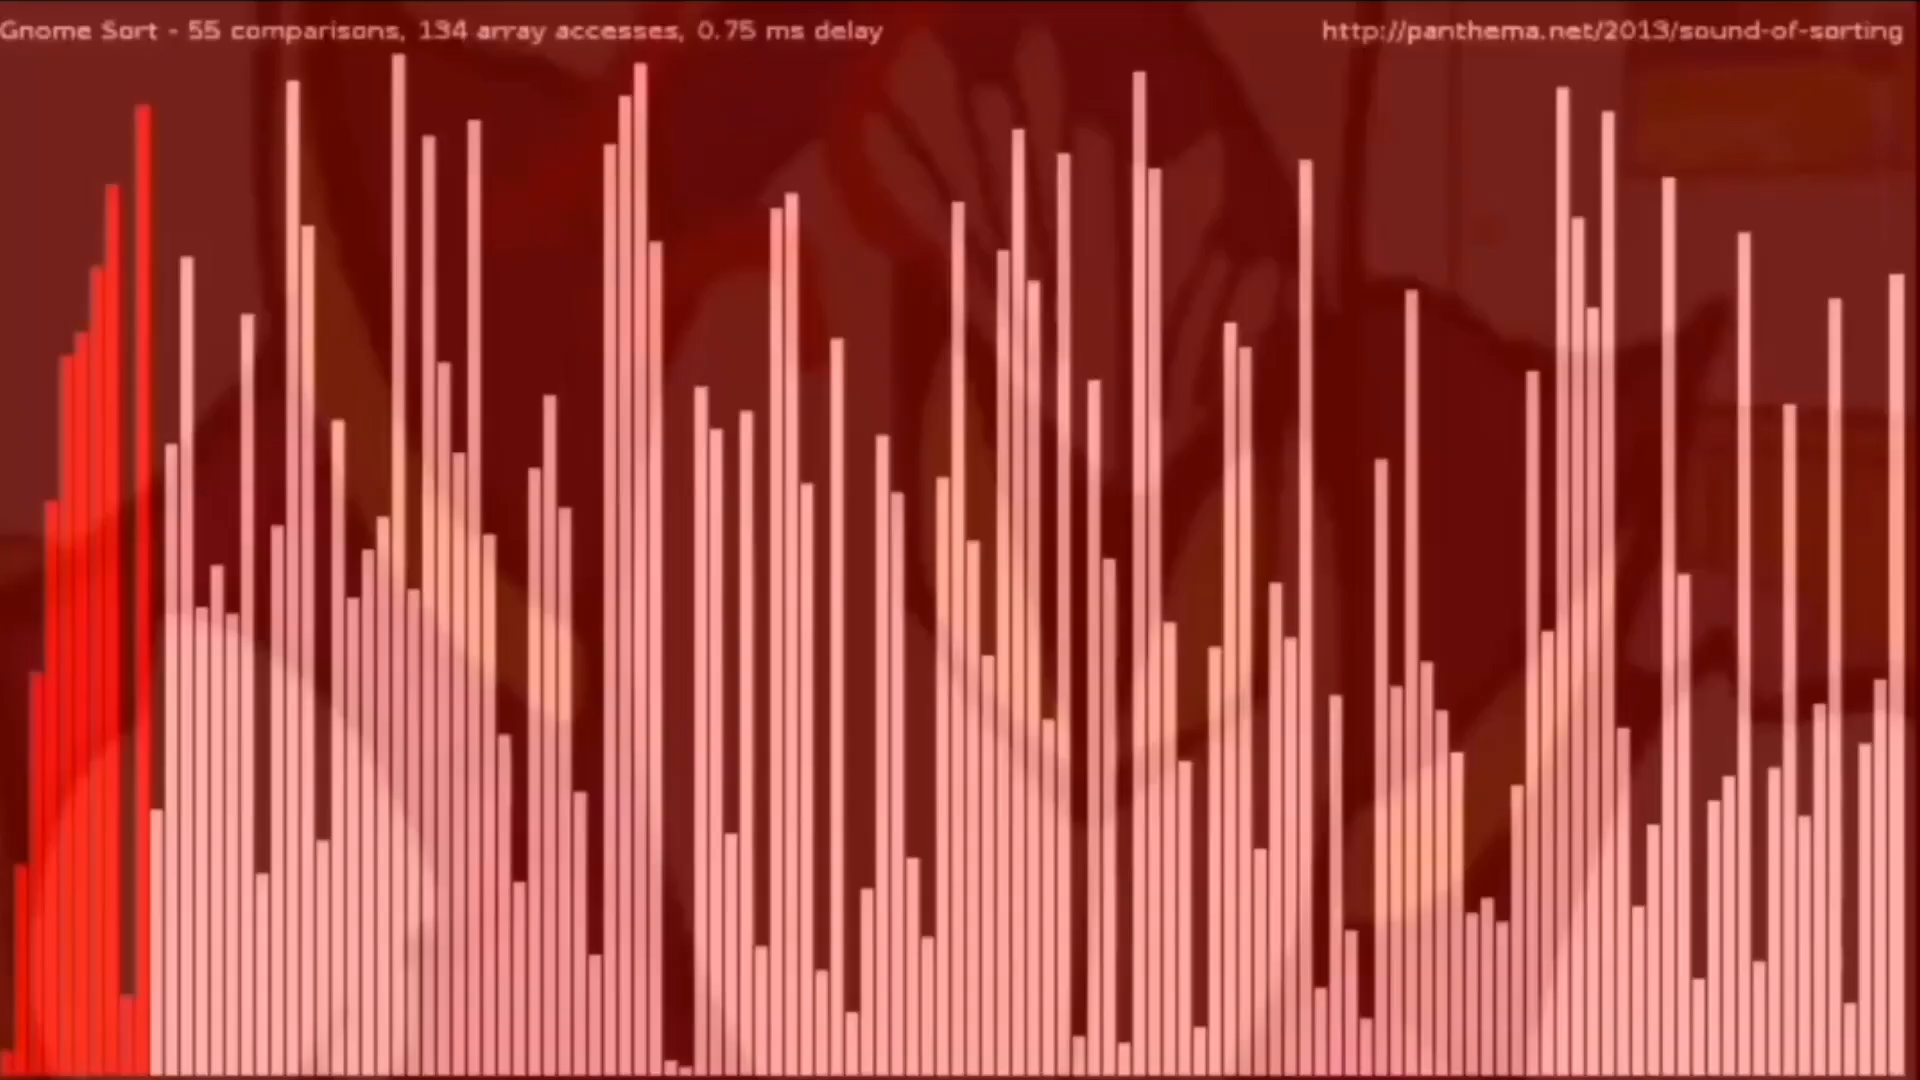 Gnome Sort - 55 comparisons, 134 array accesses, 0.75 ms delay
http://panthema.net/2013/sound-of-sorting